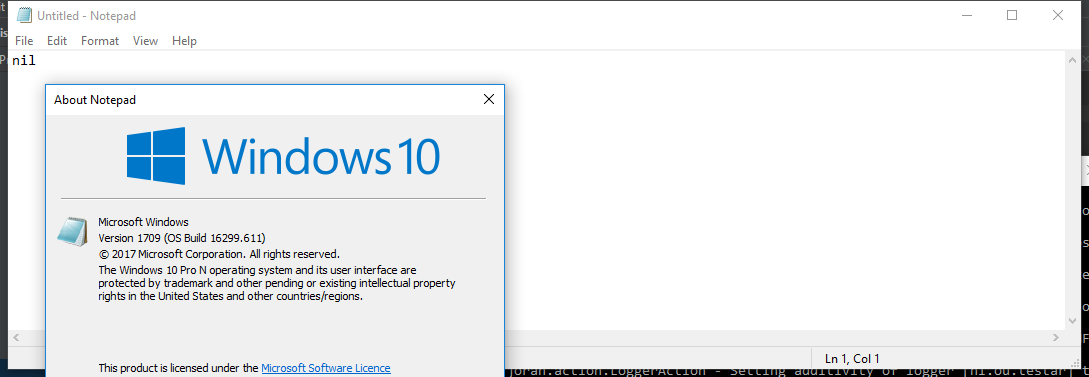 Untitled - Notepad
File Edit Format View Help
nil
About Notepad
Windows 10
Microsoft Windows
Version 1709 (OS Build 16299.611)
© 2017 Microsoft Corporation. All rights reserved.
The Windows 10 Pro N operating system and its user interface are
protected by trademark and other pending or existing intellectual property
rights in the United States and other countries/regions.
This product is licensed under the Microsoft Software Licence
Ln 1, Col 1
joran.action.LoggerAction - Setting additivity of logger [nl.ou.testar]